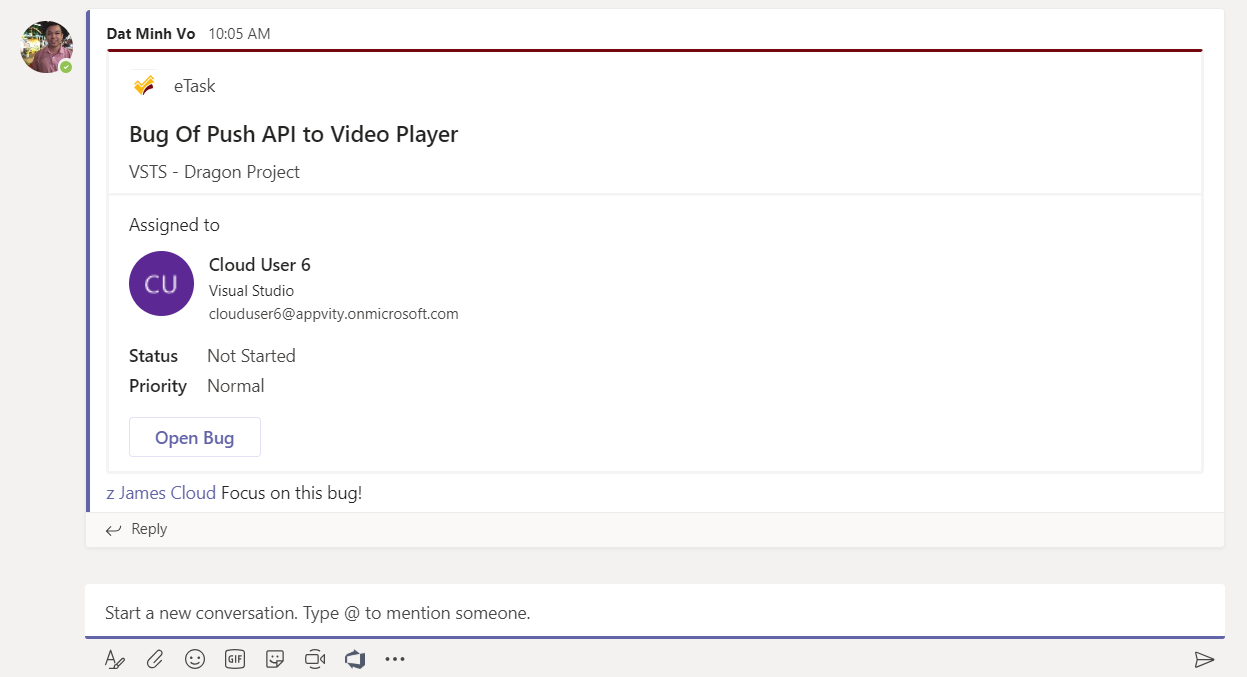 Dat Minh Vo 10:05 AM
eTask
Bug Of Push API to Video Player
VSTS - Dragon Project
Assigned to
CU
Cloud User 6
Visual Studio
clouduser6@appvity.onmicrosoft.com
Status Not Started
Priority Normal
Open Bug
z James Cloud Focus on this bug!
Reply
Start a new conversation. Type @ to mention someone.
GIF